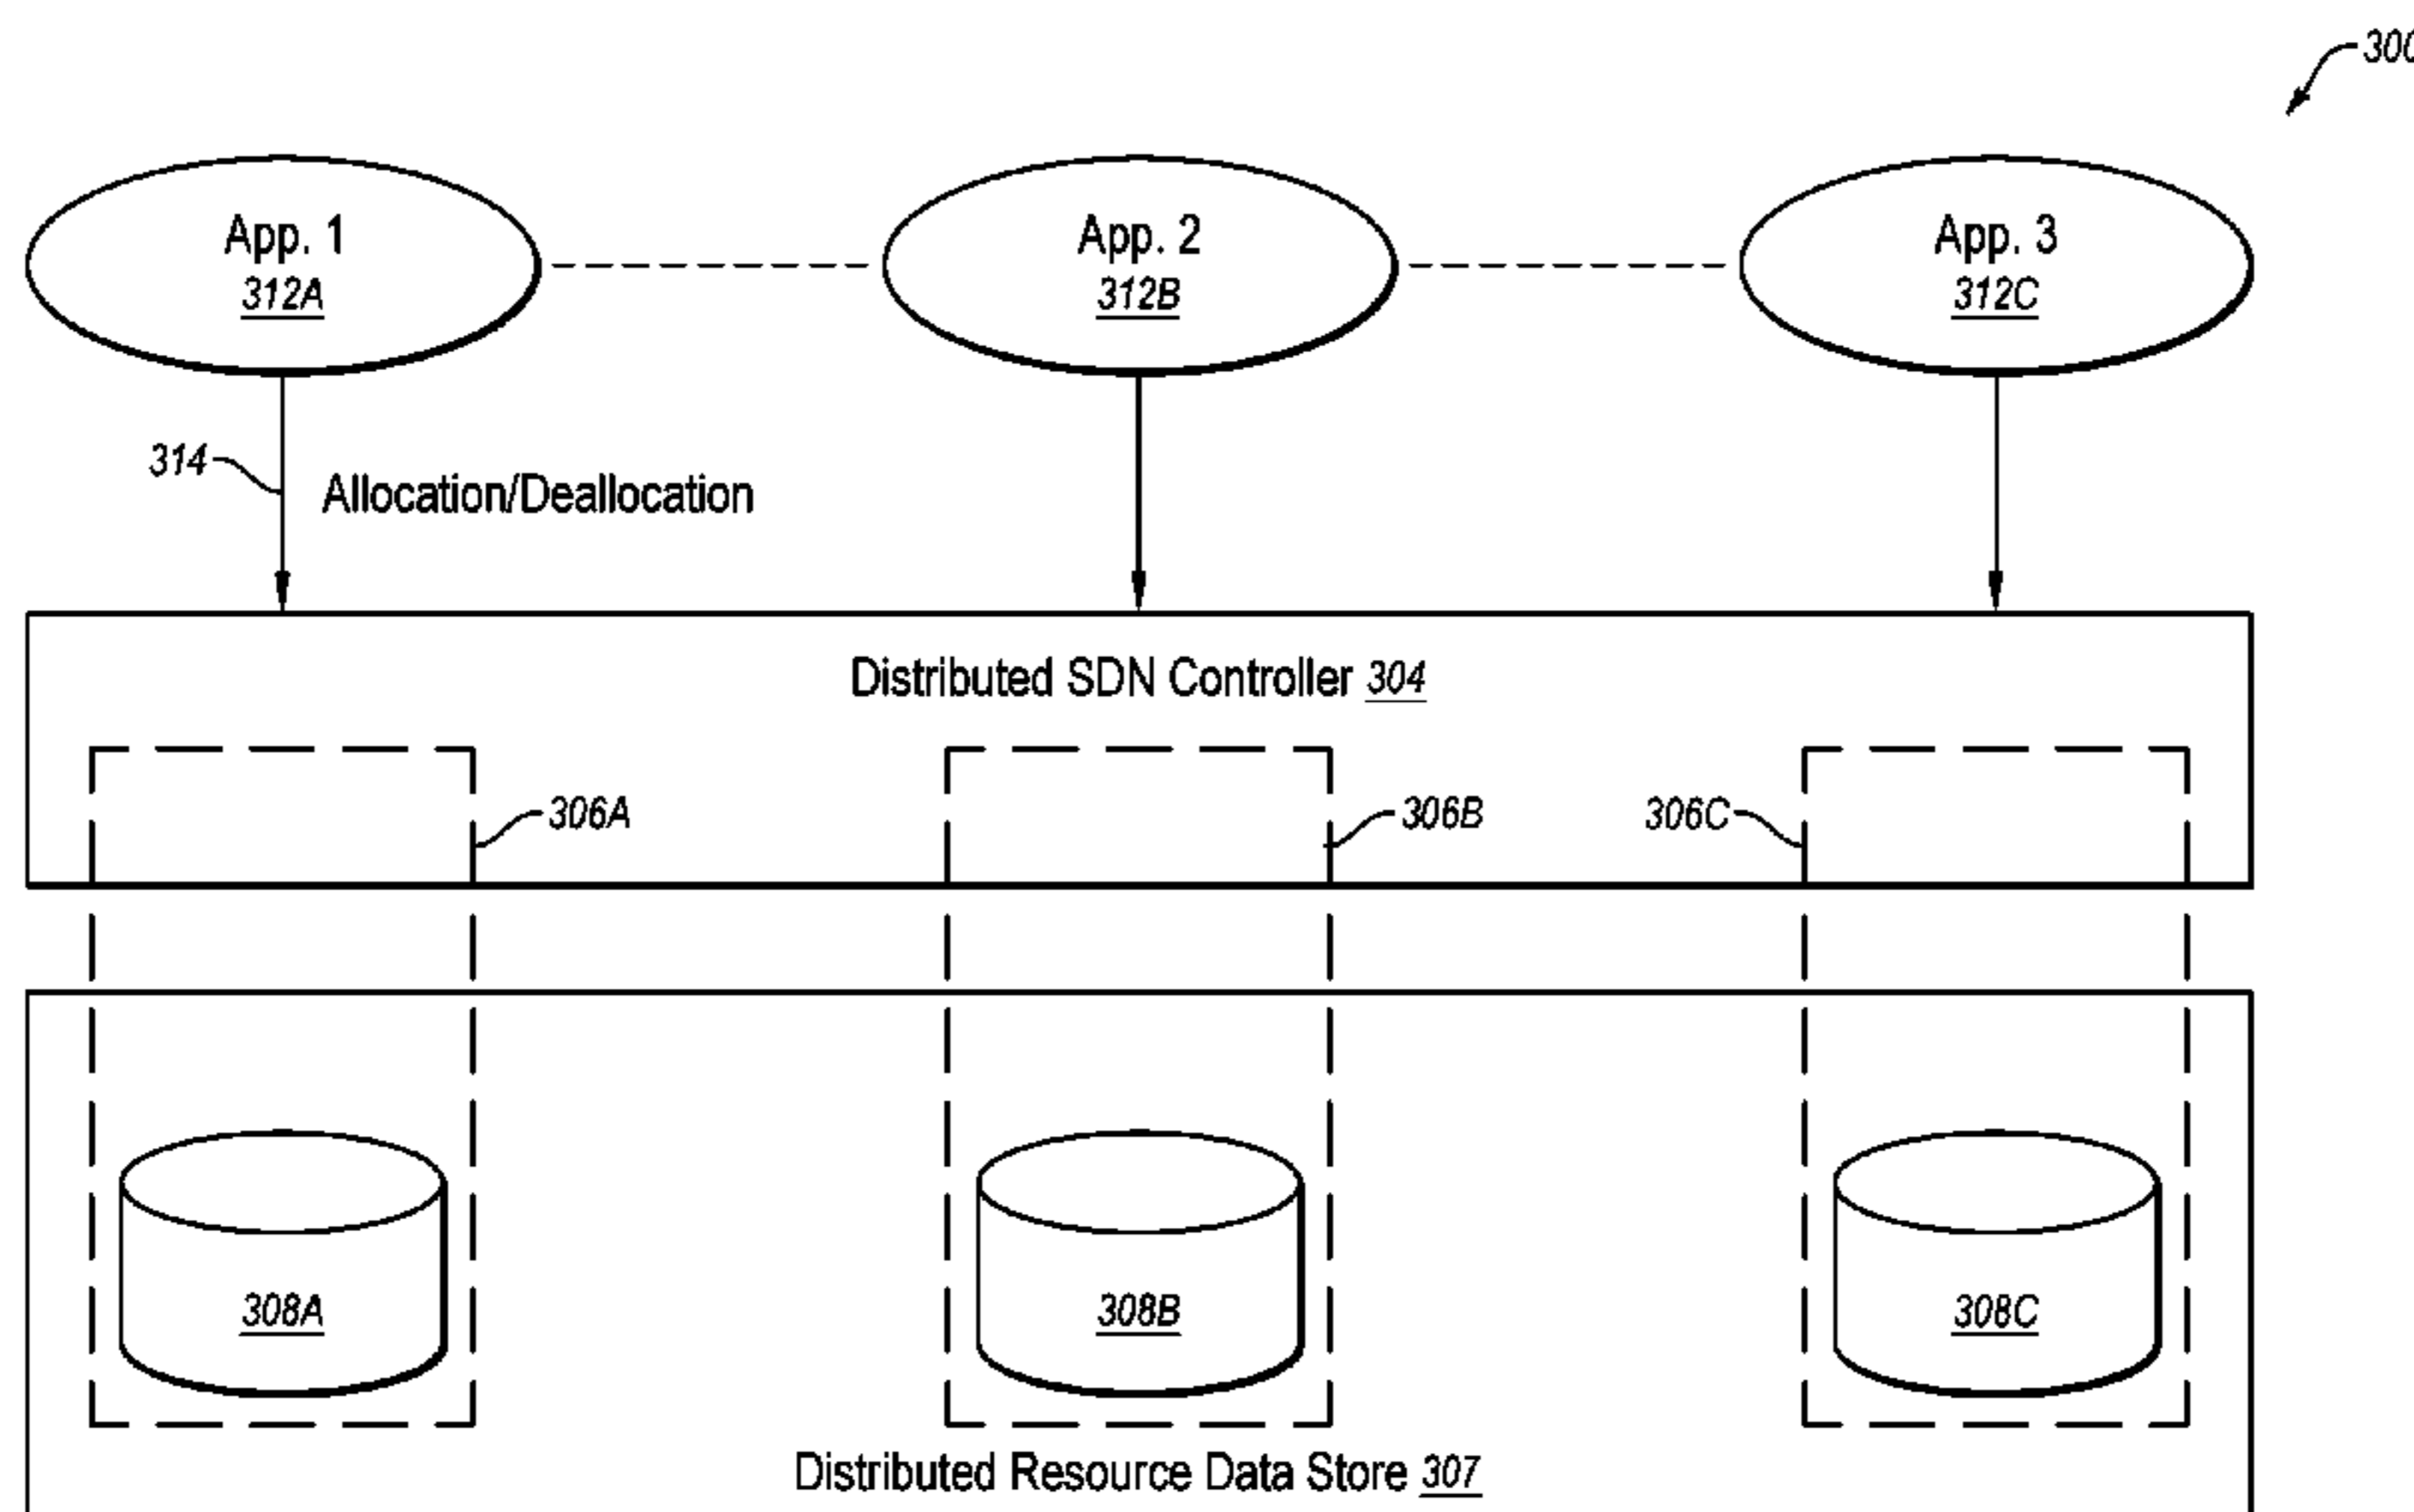 300
App. 1
312A
App. 2
312B
App. 3
312C
314
Allocation/Deallocation
Distributed SDN Controller 304
306A
306B
306C
308A
308B
308C
Distributed Resource Data Store 307